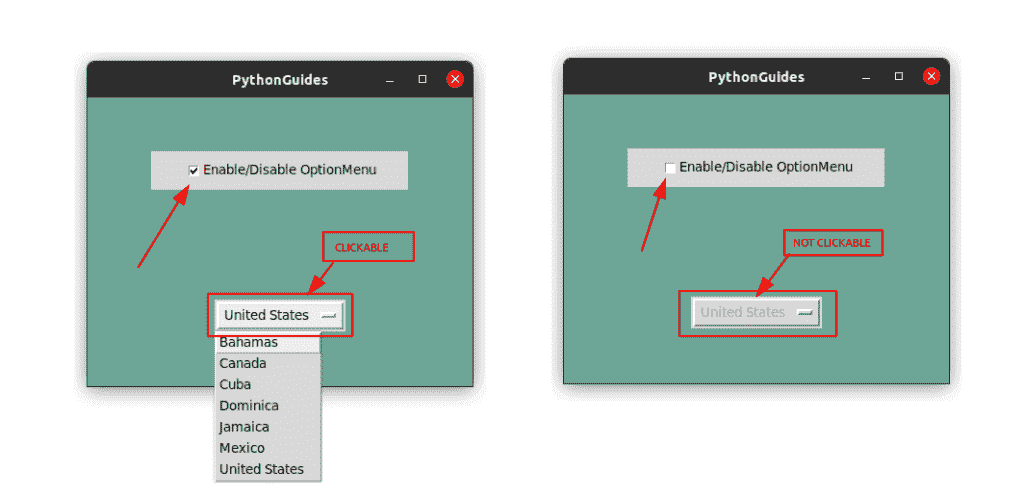 PythonGuides
Enable/Disable OptionMenu
CLICKABLE
United States
Bahamas
Canada
Cuba
Dominica
Jamaica
Mexico
United States
PythonGuides
Enable/Disable OptionMenu
NOT CLICKABLE
United States